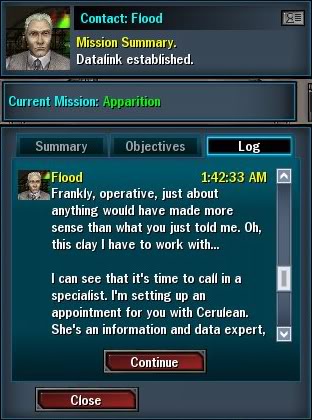 Contact: Flood
Mission Summary.
Datalink established.
Current Mission: Apparition
Summary
Objectives
Log
Flood
1:42:33 AM
Frankly, operative, just about
anything would have made more
sense than what you just told me. Oh,
this clay I have to work with...
I can see that it's time to call in a
specialist. I'm setting up an
appointment for you with Cerulean.
She's an information and data expert,
Continue
Close